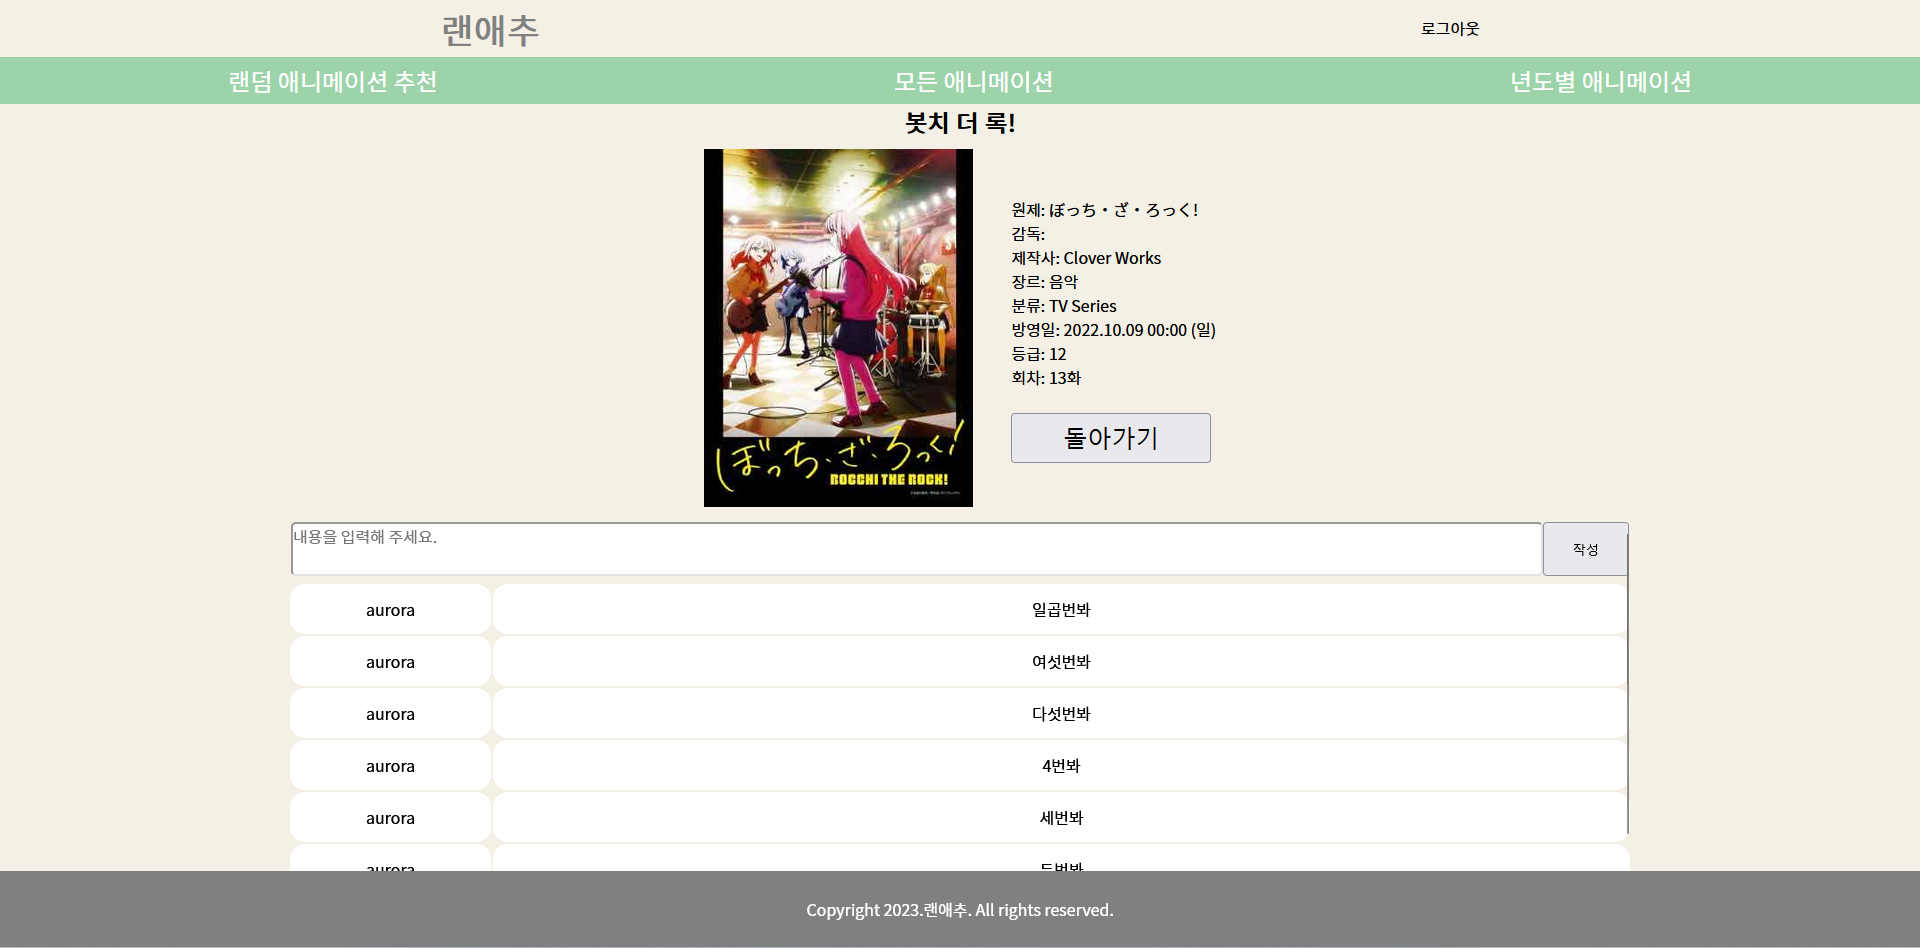 랜애추
로그아웃
랜덤 애니메이션 추천
모든 애니메이션
년도별 애니메이션
봇치 더 록!
ぼっち・ざ・ろっく!
BOCCHI THE ROCK!
원제: ぼっち・ざ・ろっく!
감독:
제작사: Clover Works
장르: 음악
분류: TV Series
방영일: 2022.10.09 00:00 (일)
등급: 12
회차: 13화
돌아가기
내용을 입력해 주세요.
작성
aurora
일곱번봐
aurora
여섯번봐
aurora
다섯번봐
aurora
4번봐
aurora
세번봐
aurora
두번봐
Copyright 2023.랜애추. All rights reserved.